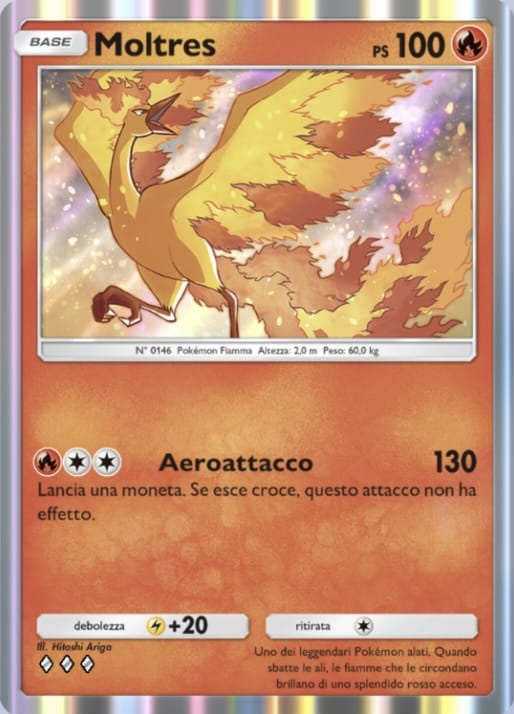 BASE Moltres PS 100
N° 0146 Pokémon Fiamma Altezza: 2,0 m Peso: 60,0 kg
Aeroattacco 130
Lancia una moneta. Se esce croce, questo attacco non ha
effetto.
debolezza +20 ritirata
Ill. Hitoshi Ariga
Uno dei leggendari Pokémon alati. Quando
sbatte le ali, le fiamme che le circondano
brillano di uno splendido rosso acceso.